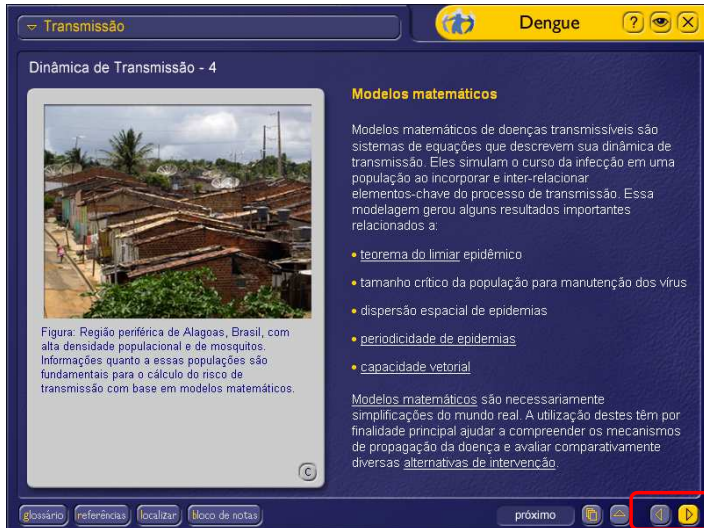 Transmissão
Dengue
?
X
Dinâmica de Transmissão - 4
Figura: Região periférica de Alagoas, Brasil, com
alta densidade populacional e de mosquitos.
Informações quanto a essas populações são
fundamentais para o cálculo do risco de
transmissão com base em modelos matemáticos.
C
Modelos matemáticos
Modelos matemáticos de doenças transmissíveis são
sistemas de equações que descrevem sua dinâmica de
transmissão. Eles simulam o curso da infecção em uma
população ao incorporar e inter-relacionar
elementos-chave do processo de transmissão. Essa
modelagem gerou alguns resultados importantes
relacionados a:
• teorema do limiar epidêmico
• tamanho crítico da população para manutenção dos vírus
• dispersão espacial de epidemias
• periodicidade de epidemias
• capacidade vetorial
Modelos matemáticos são necessariamente
simplificações do mundo real. A utilização destes têm por
finalidade principal ajudar a compreender os mecanismos
de propagação da doença e avaliar comparativamente
diversas alternativas de intervenção.
glossário referências localizar bloco de notas
próximo